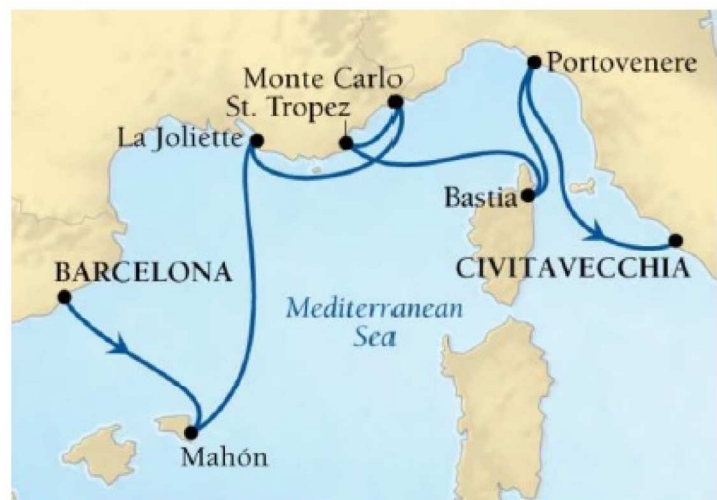 Monte Carlo
Portovenere
St. Tropez
La Joliette
Bastia
BARCELONA
CIVITAVECCHIA
Mediterranean
Sea
Mahón